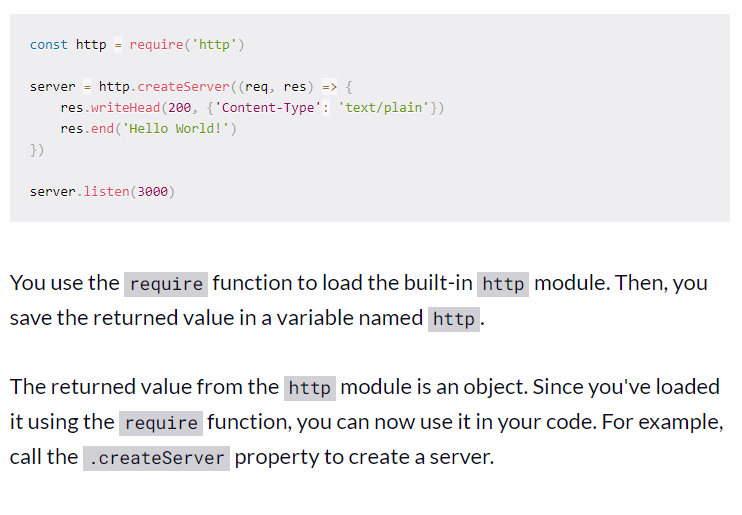 const http = require('http')
server = http.createServer((req, res) => {
    res.writeHead(200, {'Content-Type': 'text/plain'})
    res.end('Hello World!')
})
server.listen(3000)
You use the require function to load the built-in http module. Then, you
save the returned value in a variable named http.
The returned value from the http module is an object. Since you've loaded
it using the require function, you can now use it in your code. For example,
call the .createServer property to create a server.